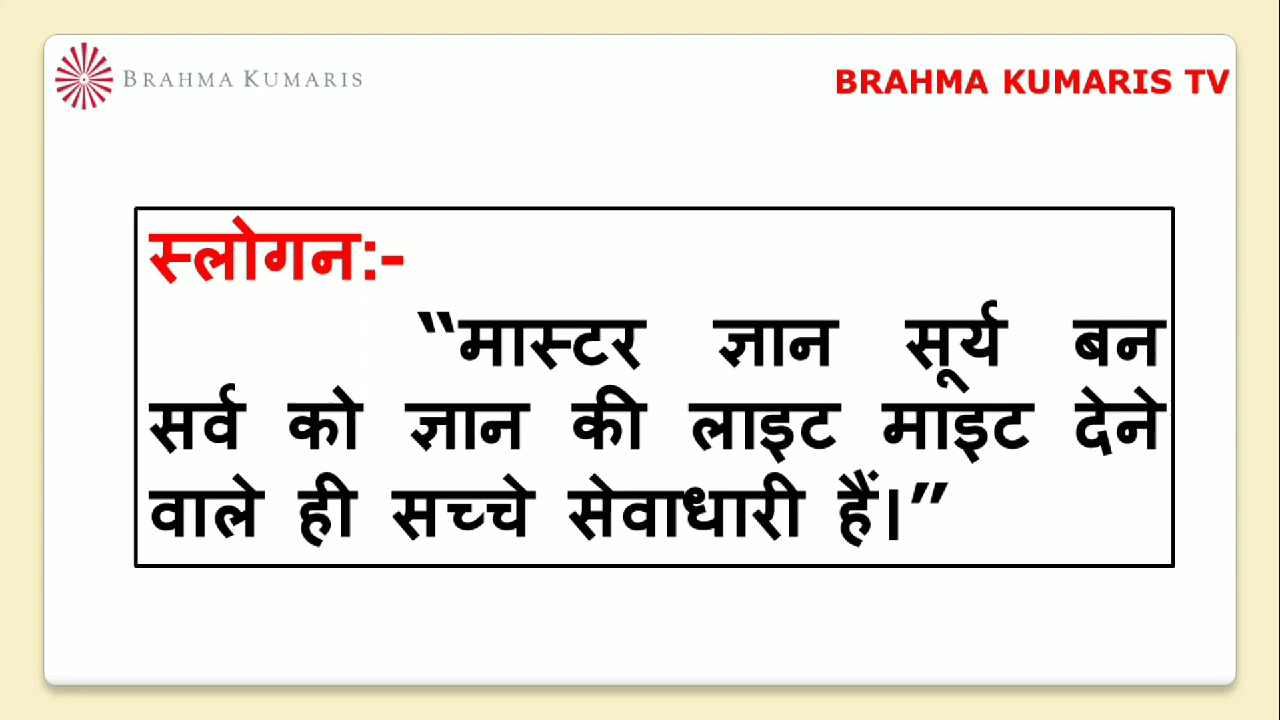 BRAHMA KUMARIS
BRAHMA KUMARIS TV
स्लोगन:-
“मास्टर ज्ञान सूर्य बन
सर्व को ज्ञान की लाइट माइट देने
वाले ही सच्चे सेवाधारी हैं।”